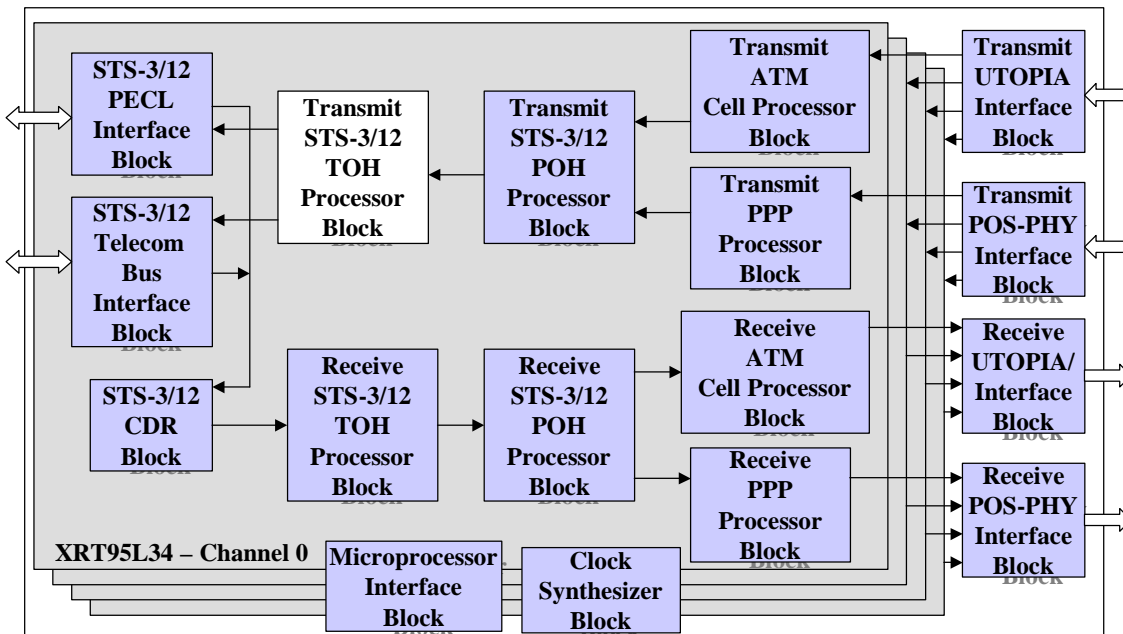 STS-3/12
PECL
Interface
Block
Transmit
STS-3/12
TOH
Processor
Block
Transmit
STS-3/12
POH
Processor
Block
Transmit
ATM
Cell Processor
Block
Transmit
UTOPIA
Interface
Block
STS-3/12
Telecom
Bus
Interface
Block
Transmit
PPP
Processor
Block
Transmit
POS-PHY
Interface
Block
STS-3/12
CDR
Block
Receive
STS-3/12
TOH
Processor
Block
Receive
STS-3/12
POH
Processor
Block
Receive
ATM
Cell Processor
Block
Receive
UTOPIA/
Interface
Block
Receive
PPP
Processor
Block
Receive
POS-PHY
Interface
Block
XRT95L34 – Channel 0
Microprocessor
Interface
Block
Clock
Synthesizer
Block